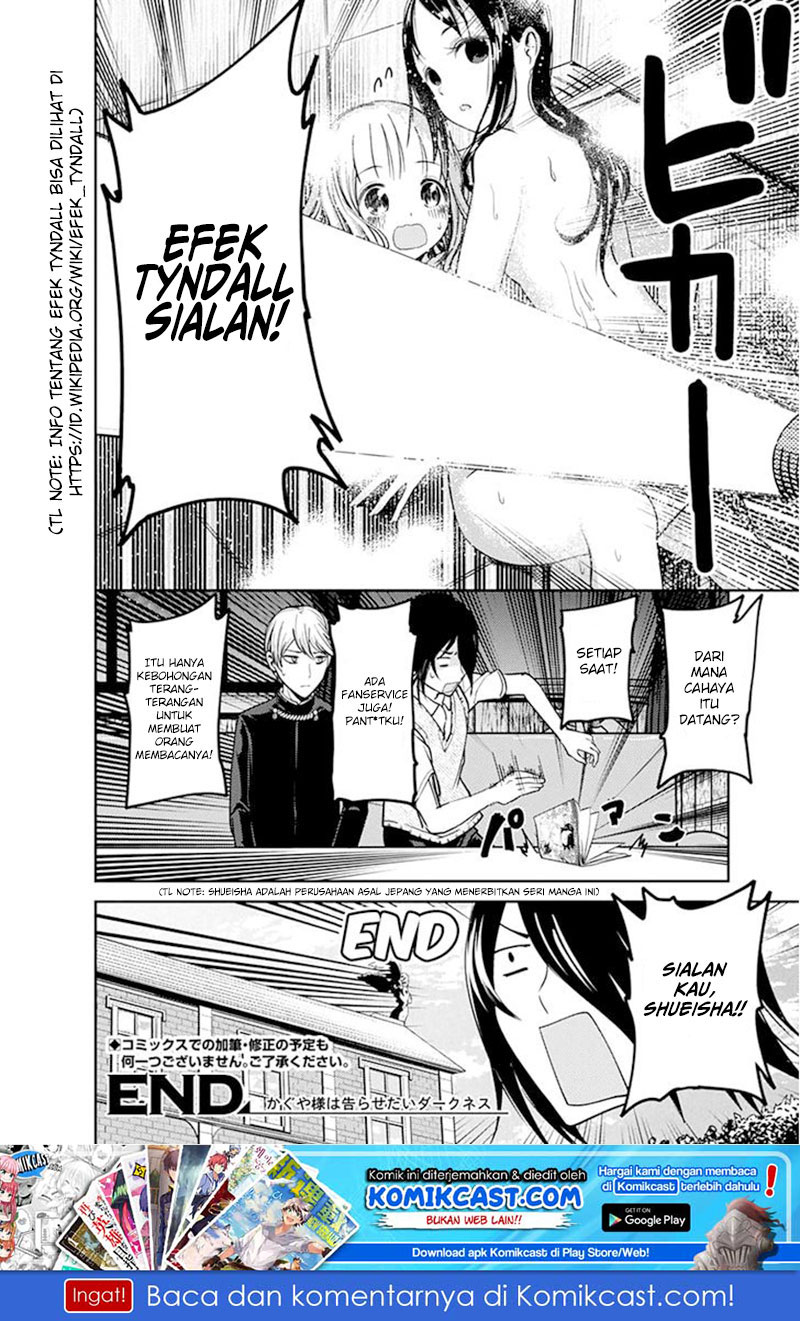 (TL NOTE: INFO TENTANG EFEK TYNDALL BISA DILIHAT DI
HTTPS://ID.WIKIPEDIA.ORG/WIKI/EFEK_TYNDALL)
ピカー
EFEK
TYNDALL
SIALAN!
DARI
MANA
CAHAYA
ITU
DATANG?
SETIAP
SAAT!
ADA
FANSERVICE
JUGA!
PANT*TKU!
ITU HANYA
KEBOHONGAN
TERANG-
TERANGAN
UNTUK
MEMBUAT
ORANG
MEMBACANYA!
パァン
(TL NOTE: SHUEISHA ADALAH PERUSAHAAN ASAL JEPANG YANG MENERBITKAN SERI MANGA INI)
SIALAN
KAU,
SHUEISHA!!
END
◆コミックスでの加筆・修正の予定も
何一つございません。ご了承ください。
END
かぐや様は告らせたいダークネス
Komik ini diterjemahkan & diedit oleh
KOMIKCAST.COM
BUKAN WEB LAIN!!
Hargai kami dengan membaca
di Komikcast terlebih dahulu !
GET IT ON
Google Play
Download apk Komikcast di Play Store/Web!
Ingat! Baca dan komentarnya di Komikcast.com!